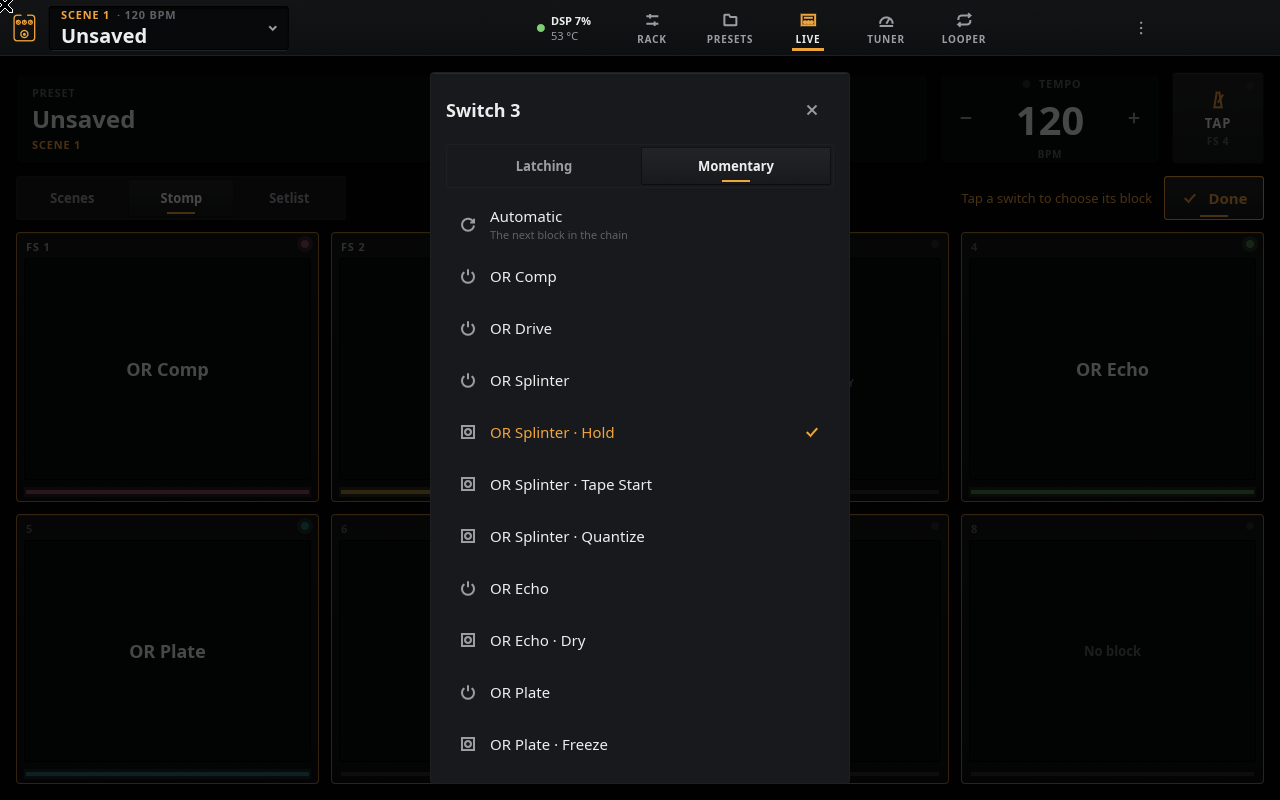 SCENE 1 · 120 BPM
Unsaved
DSP 7%
53 °C
RACK
PRESETS
LIVE
TUNER
LOOPER
PRESET
Unsaved
SCENE 1
TEMPO
120
BPM
TAP
FS 4
Scenes
Stomp
Setlist
Tap a switch to choose its block
Done
FS 1
OR Comp
FS 2
4
OR Echo
5
OR Plate
6
8
No block
Switch 3
Latching
Momentary
Automatic
The next block in the chain
OR Comp
OR Drive
OR Splinter
OR Splinter · Hold
OR Splinter · Tape Start
OR Splinter · Quantize
OR Echo
OR Echo · Dry
OR Plate
OR Plate · Freeze